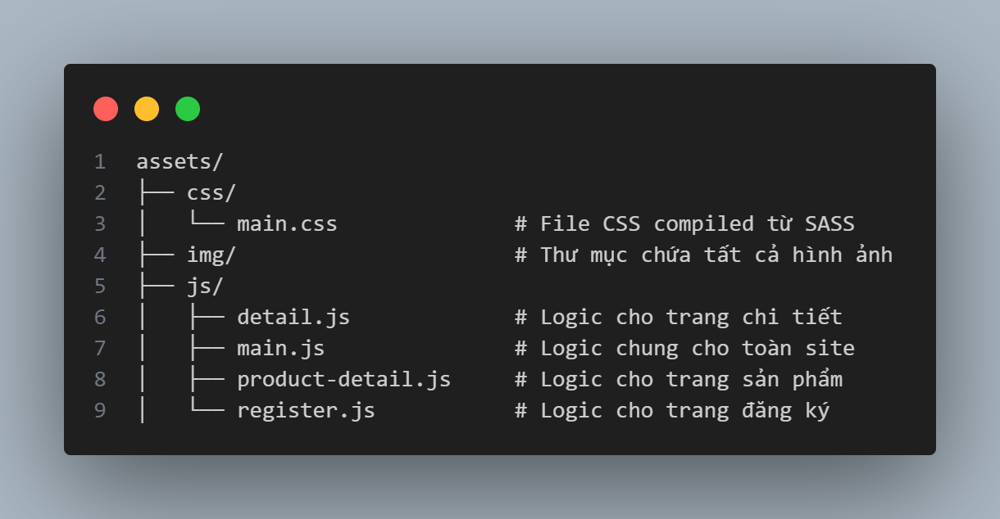 1 assets/
2 ├── css/
3 │   └── main.css              # File CSS compiled từ SASS
4 ├── img/                      # Thư mục chứa tất cả hình ảnh
5 ├── js/
6 │   ├── detail.js             # Logic cho trang chi tiết
7 │   ├── main.js               # Logic chung cho toàn site
8 │   ├── product-detail.js     # Logic cho trang sản phẩm
9 │   └── register.js           # Logic cho trang đăng ký